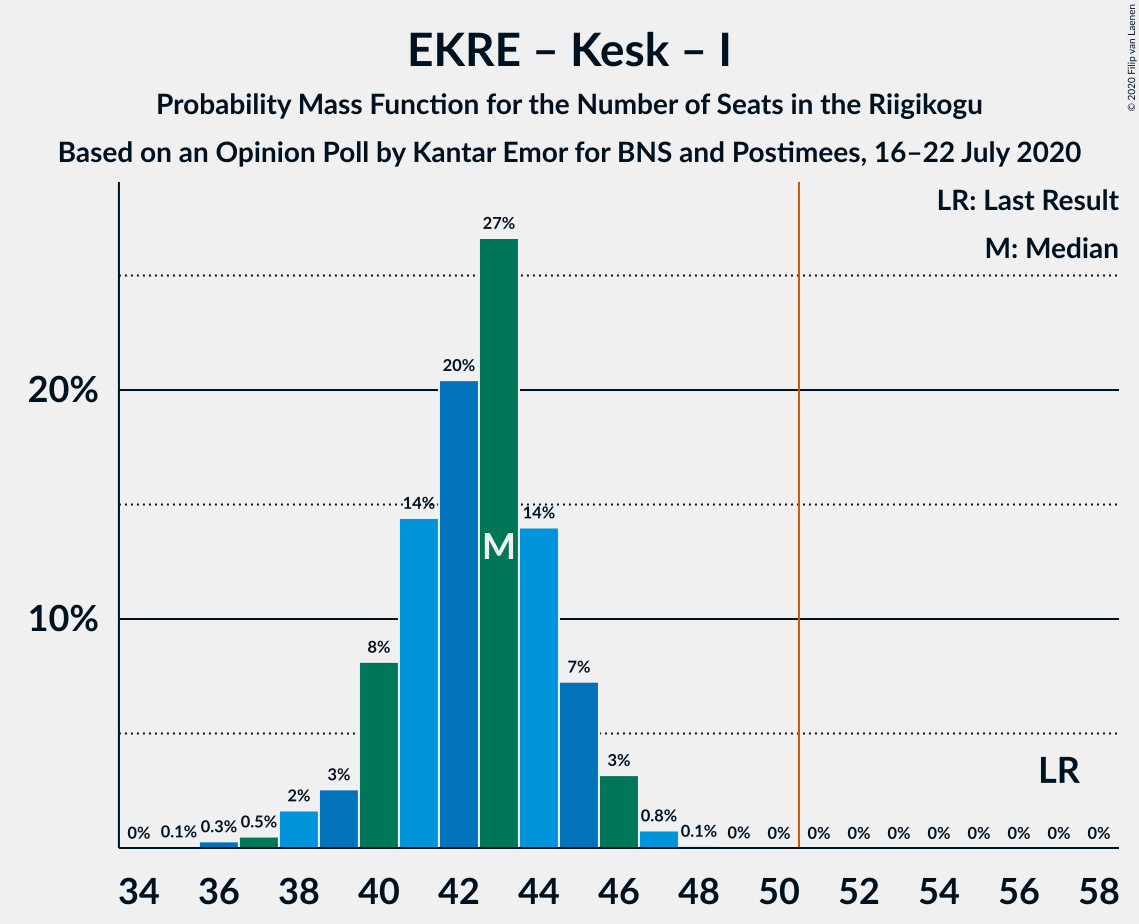 EKRE – Kesk – I
Probability Mass Function for the Number of Seats in the Riigikogu
Based on an Opinion Poll by Kantar Emor for BNS and Postimees, 16–22 July 2020
© 2020 Filip van Laenen
LR: Last Result
M: Median
27%
20%
20%
14%
14%
M
10%
8%
7%
3%
3%
2%
LR
0% 0.1% 0.3% 0.5% 0.8% 0.1% 0% 0% 0% 0% 0% 0% 0% 0% 0% 0%
34 36 38 40 42 44 46 48 50 52 54 56 58